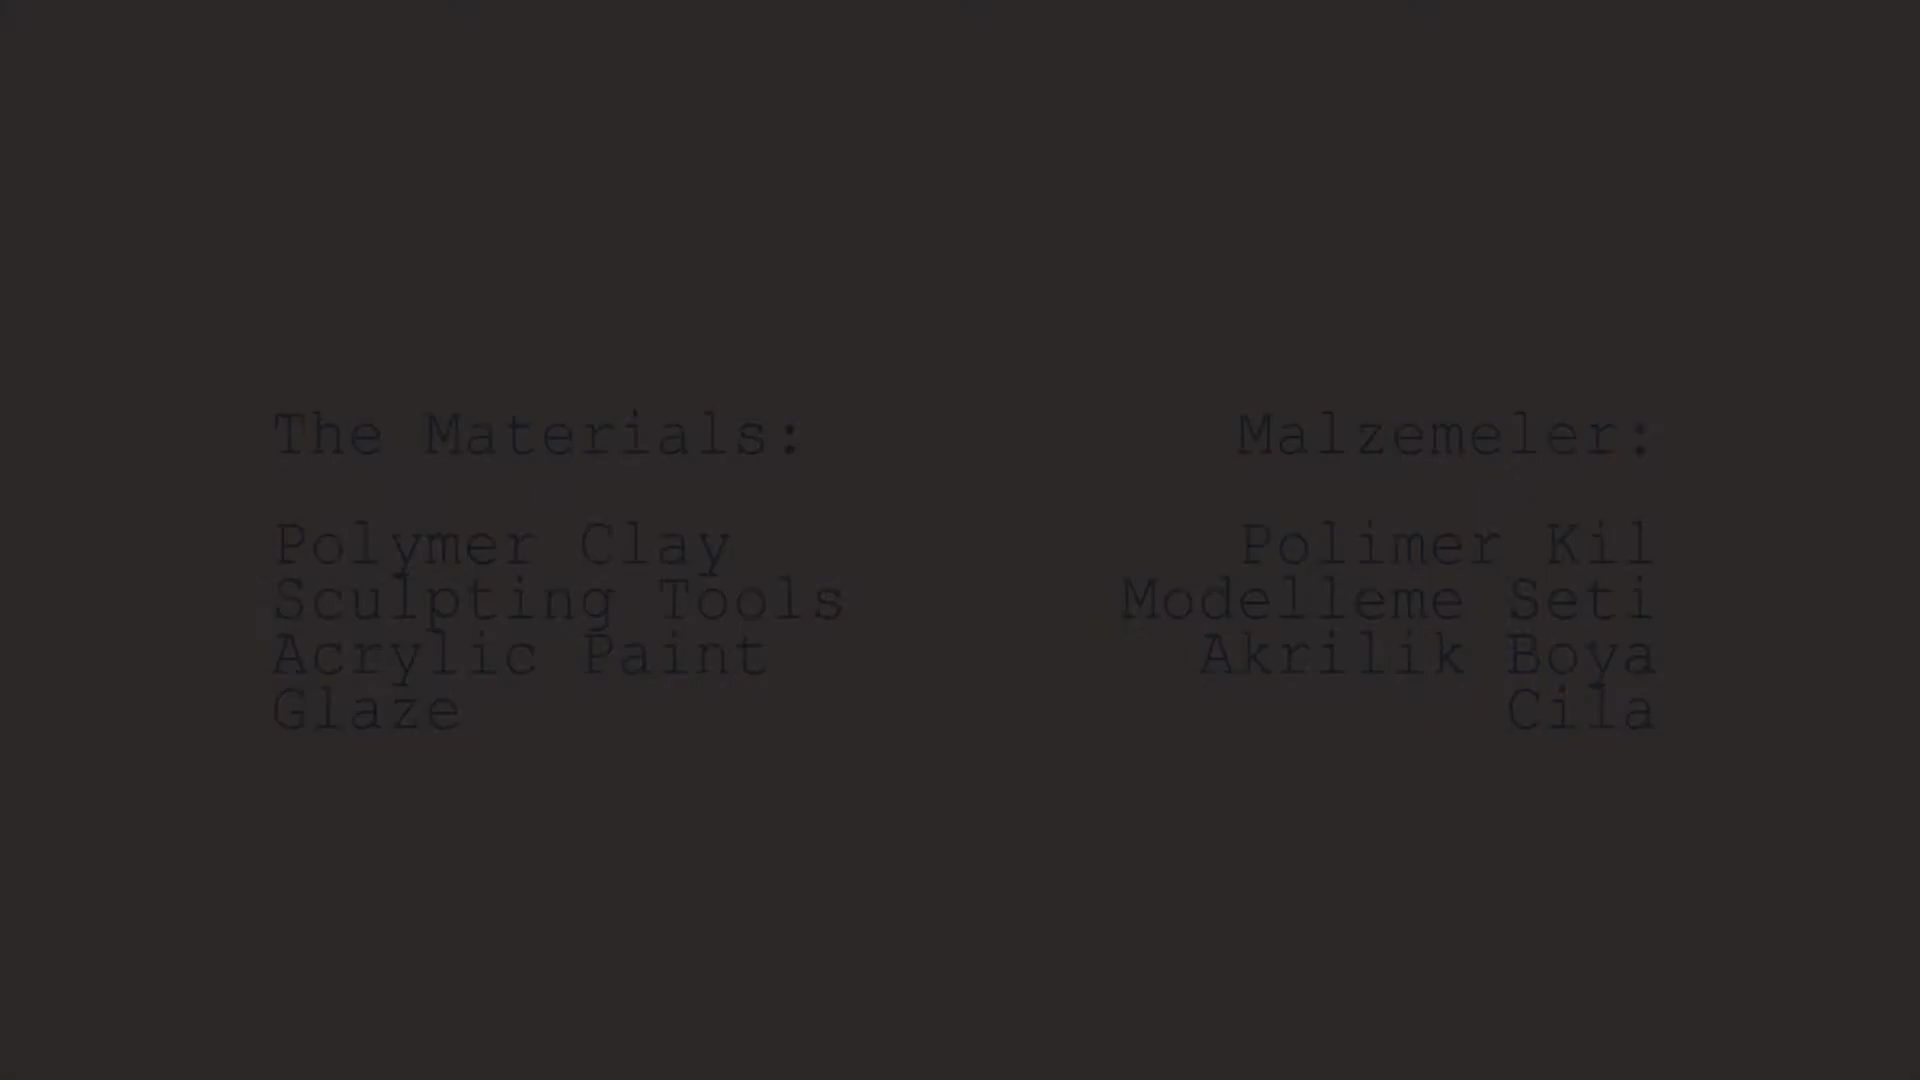 The Materials:
Polymer Clay
Sculpting Tools
Acrylic Paint
Glaze
Malzemeler:
Polimer Kil
Modelleme Seti
Akrilik Boya
Cila